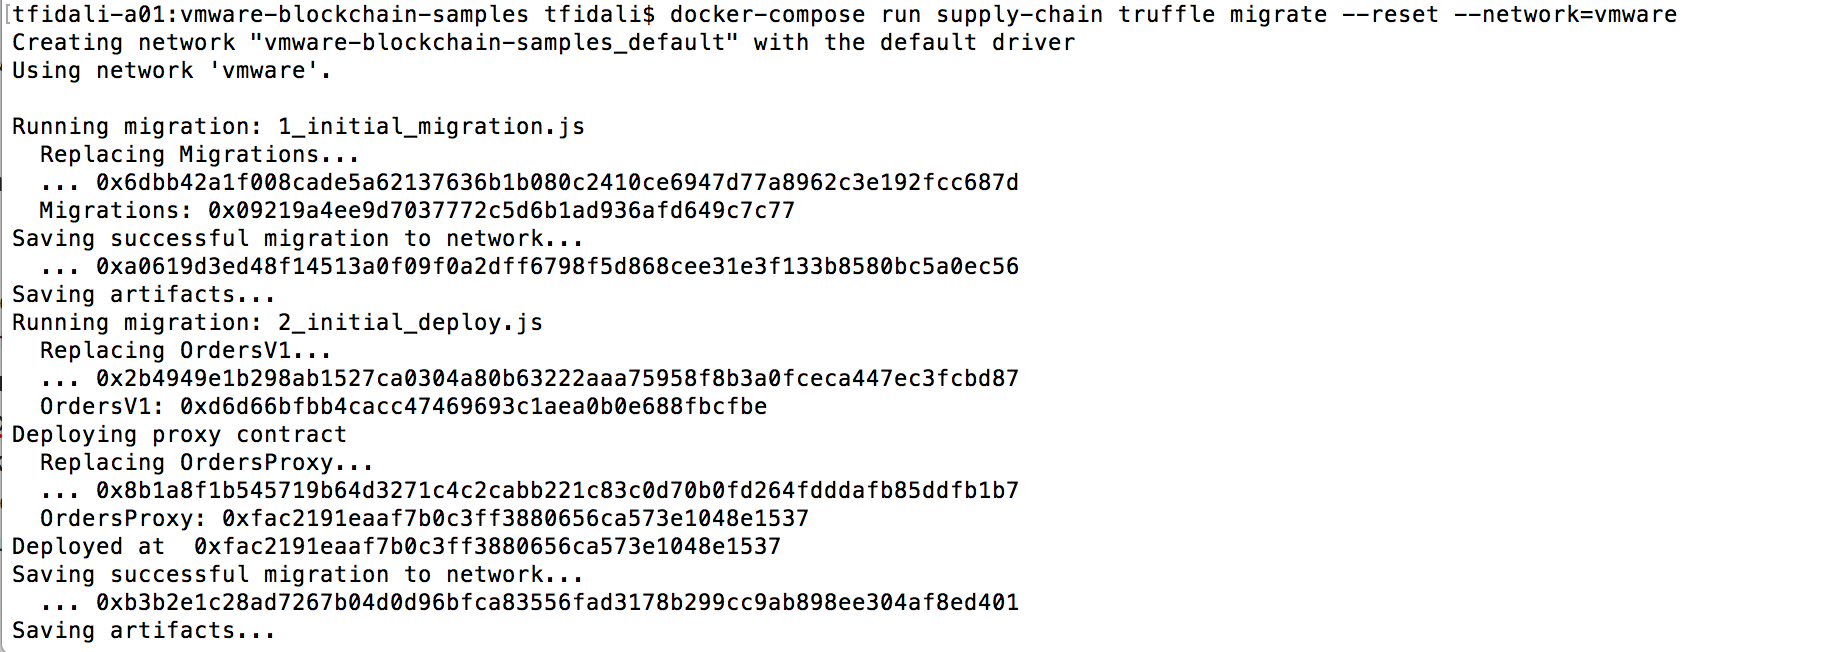 [tfidali-a01:vmware-blockchain-samples tfidali$ docker-compose run supply-chain truffle migrate --reset --network=vmware
Creating network "vmware-blockchain-samples_default" with the default driver
Using network 'vmware'.
Running migration: 1_initial_migration.js
Replacing Migrations...
... 0x6dbb42a1f008cade5a62137636b1b080c2410ce6947d77a8962c3e192fcc687d
Migrations: 0x09219a4ee9d7037772c5d6b1ad936afd649c7c77
Saving successful migration to network...
... 0xa0619d3ed48f14513a0f09f0a2dff6798f5d868cee31e3f133b8580bc5a0ec56
Saving artifacts...
Running migration: 2_initial_deploy.js
Replacing OrdersV1...
... 0x2b4949e1b298ab1527ca0304a80b63222aaa75958f8b3a0fceca447ec3fcbd87
OrdersV1: 0xd6d66bfbb4cacc47469693c1aea0b0e688fbcfbe
Deploying proxy contract
Replacing OrdersProxy...
... 0x8b1a8f1b545719b64d3271c4c2cabb221c83c0d70b0fd264fdddafb85ddfb1b7
OrdersProxy: 0xfac2191eaaf7b0c3ff3880656ca573e1048e1537
Deployed at  0xfac2191eaaf7b0c3ff3880656ca573e1048e1537
Saving successful migration to network...
... 0xb3b2e1c28ad7267b04d0d96bfca83556fad3178b299cc9ab898ee304af8ed401
Saving artifacts...